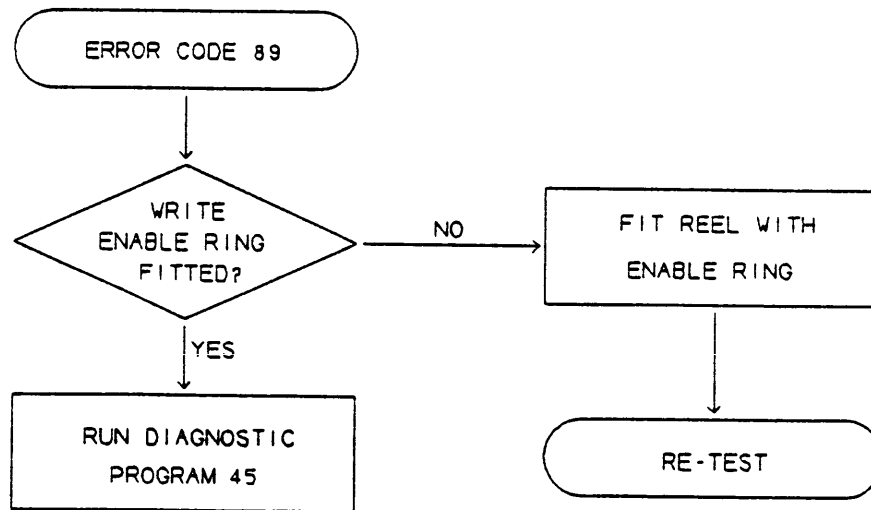 ERROR CODE 89
WRITE
ENABLE RING
FITTED?
NO
FIT REEL WITH
ENABLE RING
YES
RUN DIAGNOSTIC
PROGRAM 45
RE-TEST